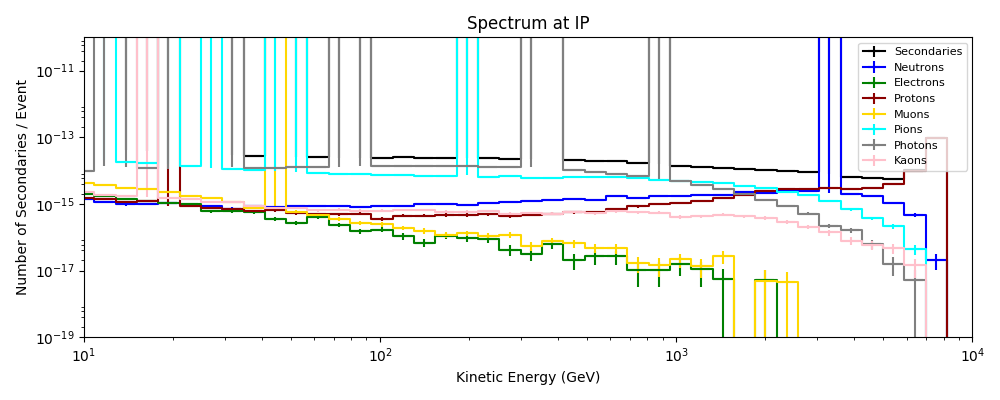 Spectrum at IP
Number of Secondaries / Event
10⁻¹¹
10⁻¹³
10⁻¹⁵
10⁻¹⁷
10⁻¹⁹
10¹
10²
10³
10⁴
Kinetic Energy (GeV)
Secondaries
Neutrons
Electrons
Protons
Muons
Pions
Photons
Kaons